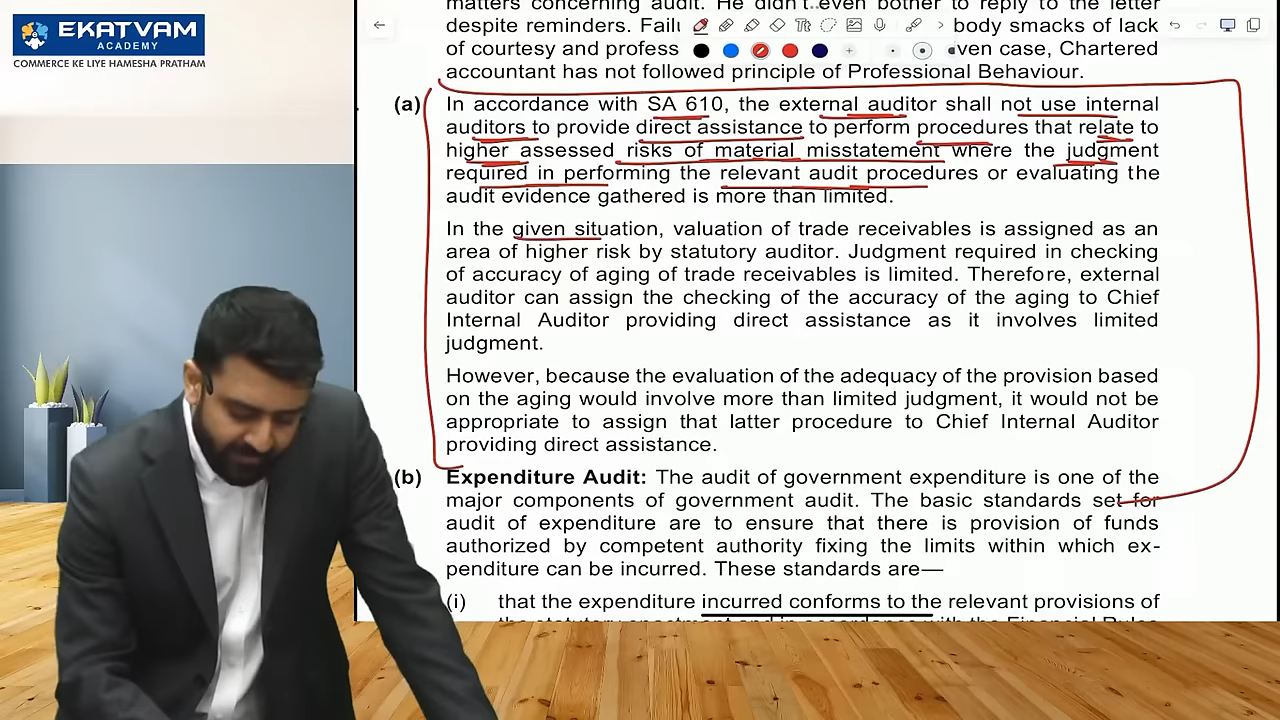 EKATVAM
ACADEMY
COMMERCE KE LIYE HAMESHA PRATHAM
matters concerning audit. He didn't even bother to reply to the letter
despite reminders. body smacks of lack
of courtesy and profess ven case, Chartered
accountant has not followed principle of Professional Behaviour.
(a) In accordance with SA 610, the external auditor shall not use internal
auditors to provide direct assistance to perform procedures that relate to
higher assessed risks of material misstatement where the judgment
required in performing the relevant audit procedures or evaluating the
audit evidence gathered is more than limited.
In the given situation, valuation of trade receivables is assigned as an
area of higher risk by statutory auditor. Judgment required in checking
of accuracy of aging of trade receivables is limited. Therefore, external
auditor can assign the checking of the accuracy of the aging to Chief
Internal Auditor providing direct assistance as it involves limited
judgment.
However, because the evaluation of the adequacy of the provision based
on the aging would involve more than limited judgment, it would not be
appropriate to assign that latter procedure to Chief Internal Auditor
providing direct assistance.
(b) Expenditure Audit: The audit of government expenditure is one of the
major components of government audit. The basic standards set for
audit of expenditure are to ensure that there is provision of funds
authorized by competent authority fixing the limits within which ex-
penditure can be incurred. These standards are—
(i) that the expenditure incurred conforms to the relevant provisions of